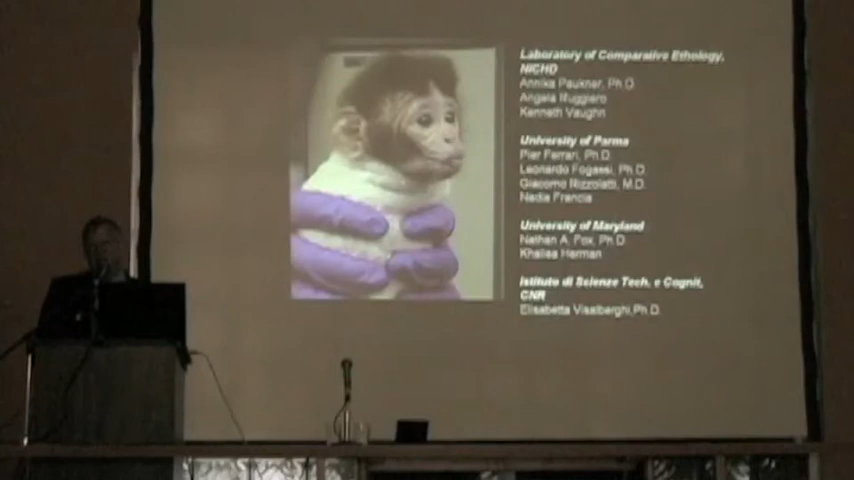 Laboratory of Comparative Ethology,
NICHD
Annika Paukner, Ph.D.
Angela Ruggiero
Kenneth Vaughn
University of Parma
Pier Ferrari, Ph.D.
Leonardo Fogassi, Ph.D.
Giacomo Rizzolatti, M.D.
Nadia Francia
University of Maryland
Nathan A. Fox, Ph.D.
Khalisa Herman
Istituto di Scienze Tech. e Cognit,
CNR
Elisabetta Visalberghi,Ph.D.